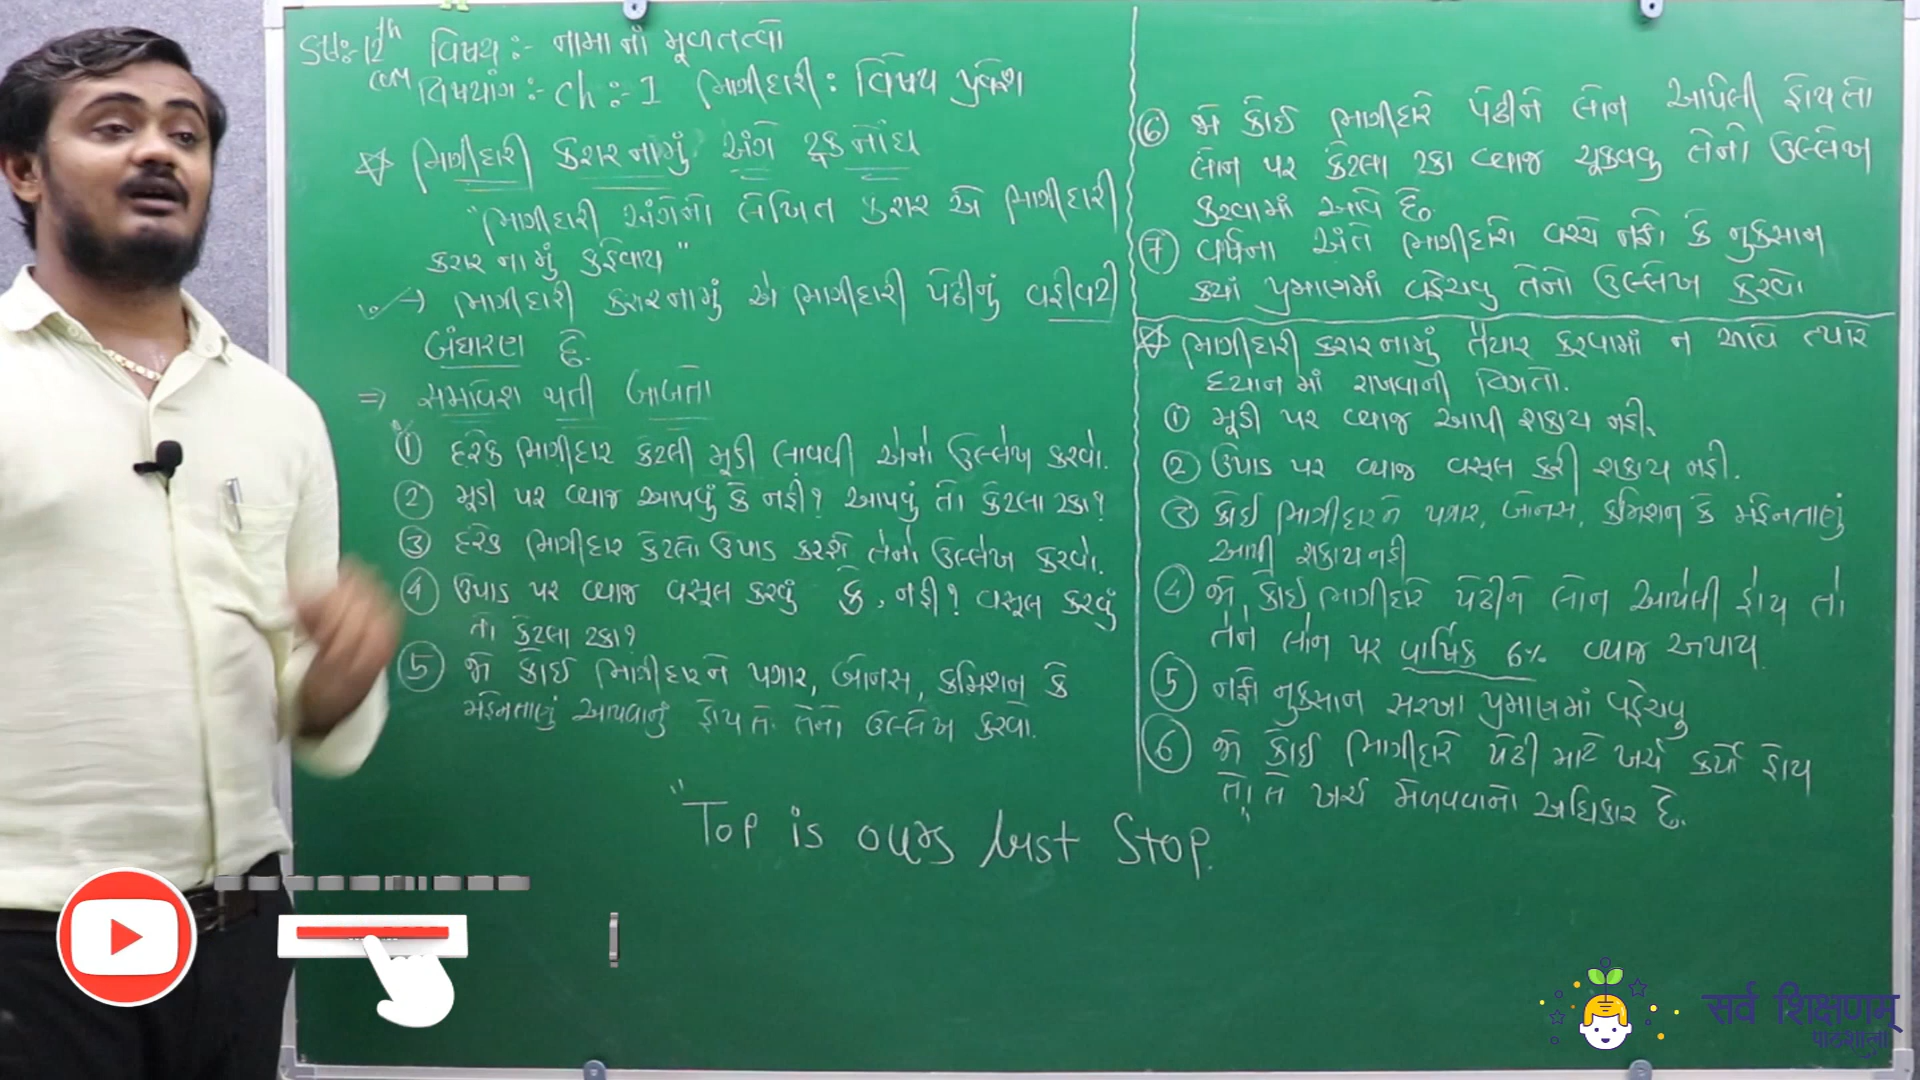 Std:-12th વિષય :- નામાનાં મૂળતત્વો
com વિષયાંગ :- ch :- 1 ભાગીદારી : વિષય પ્રવેશ
ભાગીદારી કરારનામું અંગે ટૂંકનોંધ
"ભાગીદારી અંગેનો લેખિત કરાર એ ભાગીદારી
કરારનામું કહેવાય"
→ ભાગીદારી કરારનામું એ ભાગીદારી પેઢીનું વહીવટી
બંધારણ છે.
⇒ સમાવેશ થતી બાબતો
① દરેક ભાગીદાર કેટલી મૂડી લાવવી એનો ઉલ્લેખ કરવો.
② મૂડી પર વ્યાજ આપવું કે નહીં? આપવું તો કેટલા ટકા?
③ દરેક ભાગીદાર કેટલો ઉપાડ કરશે તેનો ઉલ્લેખ કરવો.
④ ઉપાડ પર વ્યાજ વસૂલ કરવું કે, નહી? વસૂલ કરવું
તો કેટલા ટકા?
⑤ જો કોઈ ભાગીદારને પગાર, બોનસ, કમિશન કે
મહેનતાણું આપવાનું હોય તો તેનો ઉલ્લેખ કરવો.
⑥ જો કોઈ ભાગીદારે પેઢીને લોન આપેલી હોય તો
લોન પર કેટલા ટકા વ્યાજ ચૂકવવુ તેનો ઉલ્લેખ
કરવામાં આવે છે.
⑦ વર્ષના અંતે ભાગીદારો વચ્ચે નફો કે નુકસાન
ક્યાં પ્રમાણમાં વહેંચવુ તેનો ઉલ્લેખ કરવો
ભાગીદારી કરારનામું તૈયાર કરવામાં ન આવે ત્યારે
ધ્યાનમાં રાખવાની વિગતો.
① મૂડી પર વ્યાજ આપી શકાય નહી.
② ઉપાડ પર વ્યાજ વસૂલ કરી શકાય નહી.
③ કોઈ ભાગીદારને પગાર, બોનસ, કમિશન કે મહેનતાણું
આપી શકાય નહી
④ જો કોઈ ભાગીદારે પેઢીને લોન આપેલી હોય તો
તેને લોન પર વાર્ષિક 6% વ્યાજ અપાય.
⑤ નફો નુકસાન સરખા પ્રમાણમાં વહેંચવુ
⑥ જો કોઈ ભાગીદારે પેઢી માટે ખર્ચ કર્યો હોય
તો તે ખર્ચ મેળવવાનો અધિકાર છે.
"Top is our last stop."
सर्व शिक्षणम्
पाठशाला